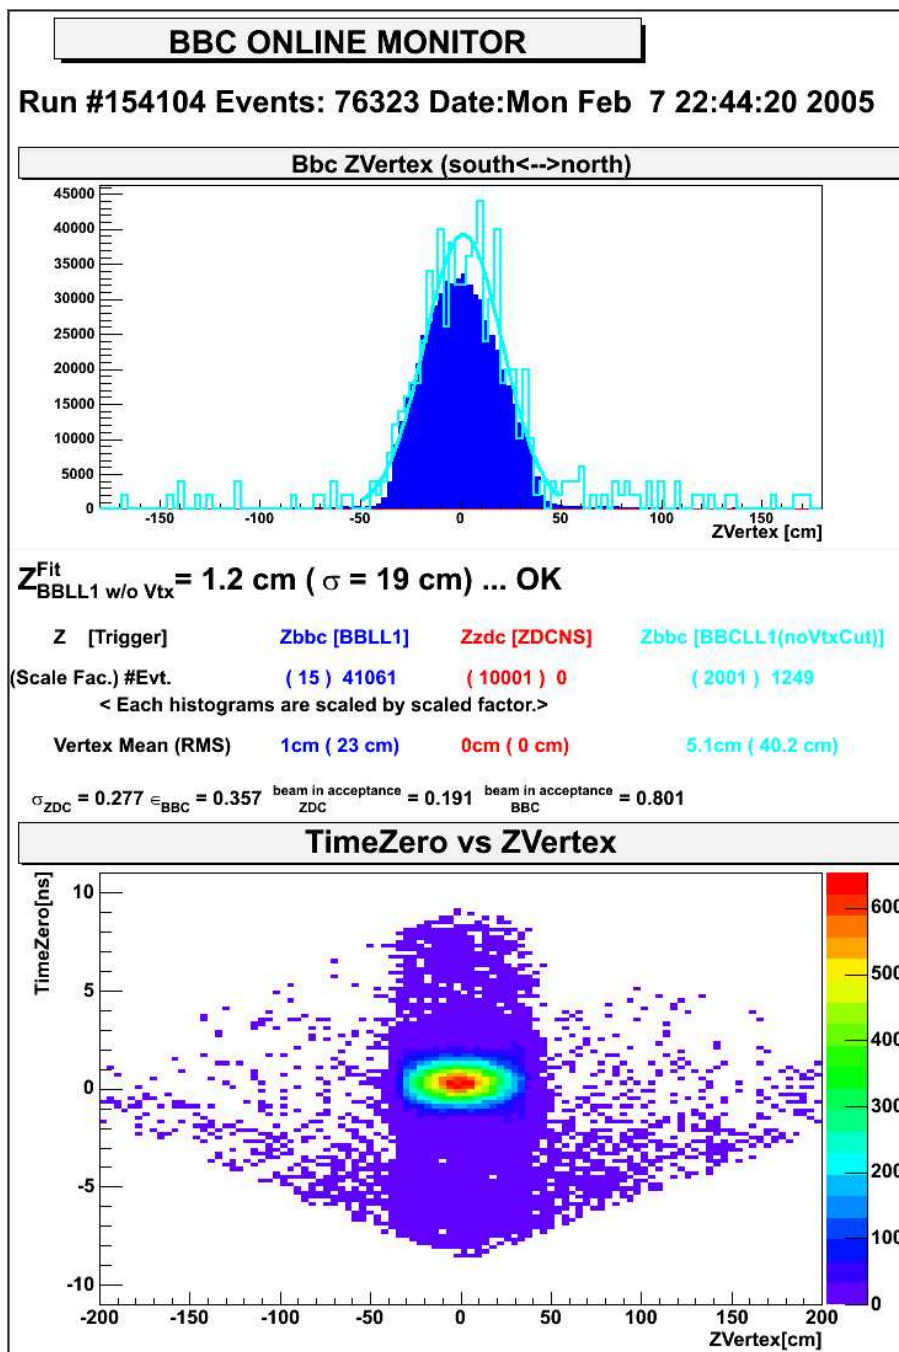 BBC ONLINE MONITOR
Run #154104 Events: 76323 Date:Mon Feb 7 22:44:20 2005
Bbc ZVertex (south<-->north)
45000
40000
35000
30000
25000
20000
15000
10000
5000
0
-150 -100 -50 0 50 100 150
ZVertex [cm]
Z^Fit_BBLL1 w/o Vtx = 1.2 cm ( σ = 19 cm) ... OK
Z [Trigger] Zbbc [BBLL1] Zzdc [ZDCNS] Zbbc [BBCLL1(noVtxCut)]
(Scale Fac.) #Evt. ( 15 ) 41061 ( 10001 ) 0 ( 2001 ) 1249
< Each histograms are scaled by scaled factor.>
Vertex Mean (RMS) 1cm ( 23 cm) 0cm ( 0 cm) 5.1cm ( 40.2 cm)
σ_ZDC = 0.277 ϵ_BBC = 0.357 beam in acceptance ZDC = 0.191 beam in acceptance BBC = 0.801
TimeZero vs ZVertex
TimeZero[ns]
10
5
0
-5
-10
-200 -150 -100 -50 0 50 100 150 200
ZVertex[cm]
600
500
400
300
200
100
0